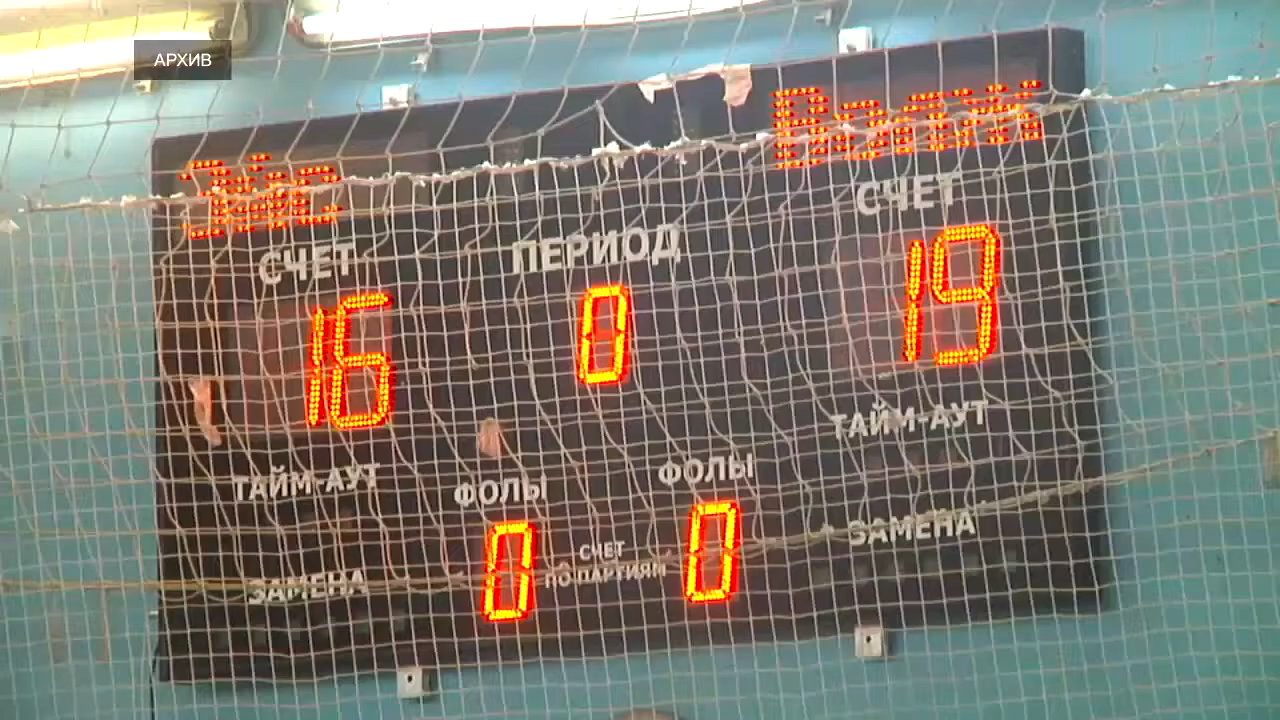 АРХИВ
Волж
СЧЕТ
ПЕРИОД
СЧЕТ
16
0
19
ТАЙМ-АУТ
ФОЛЫ
ФОЛЫ
ТАЙМ-АУТ
ЗАМЕНА
0
СЧЕТ
ПО ПАРТИЯМ
0
ЗАМЕНА